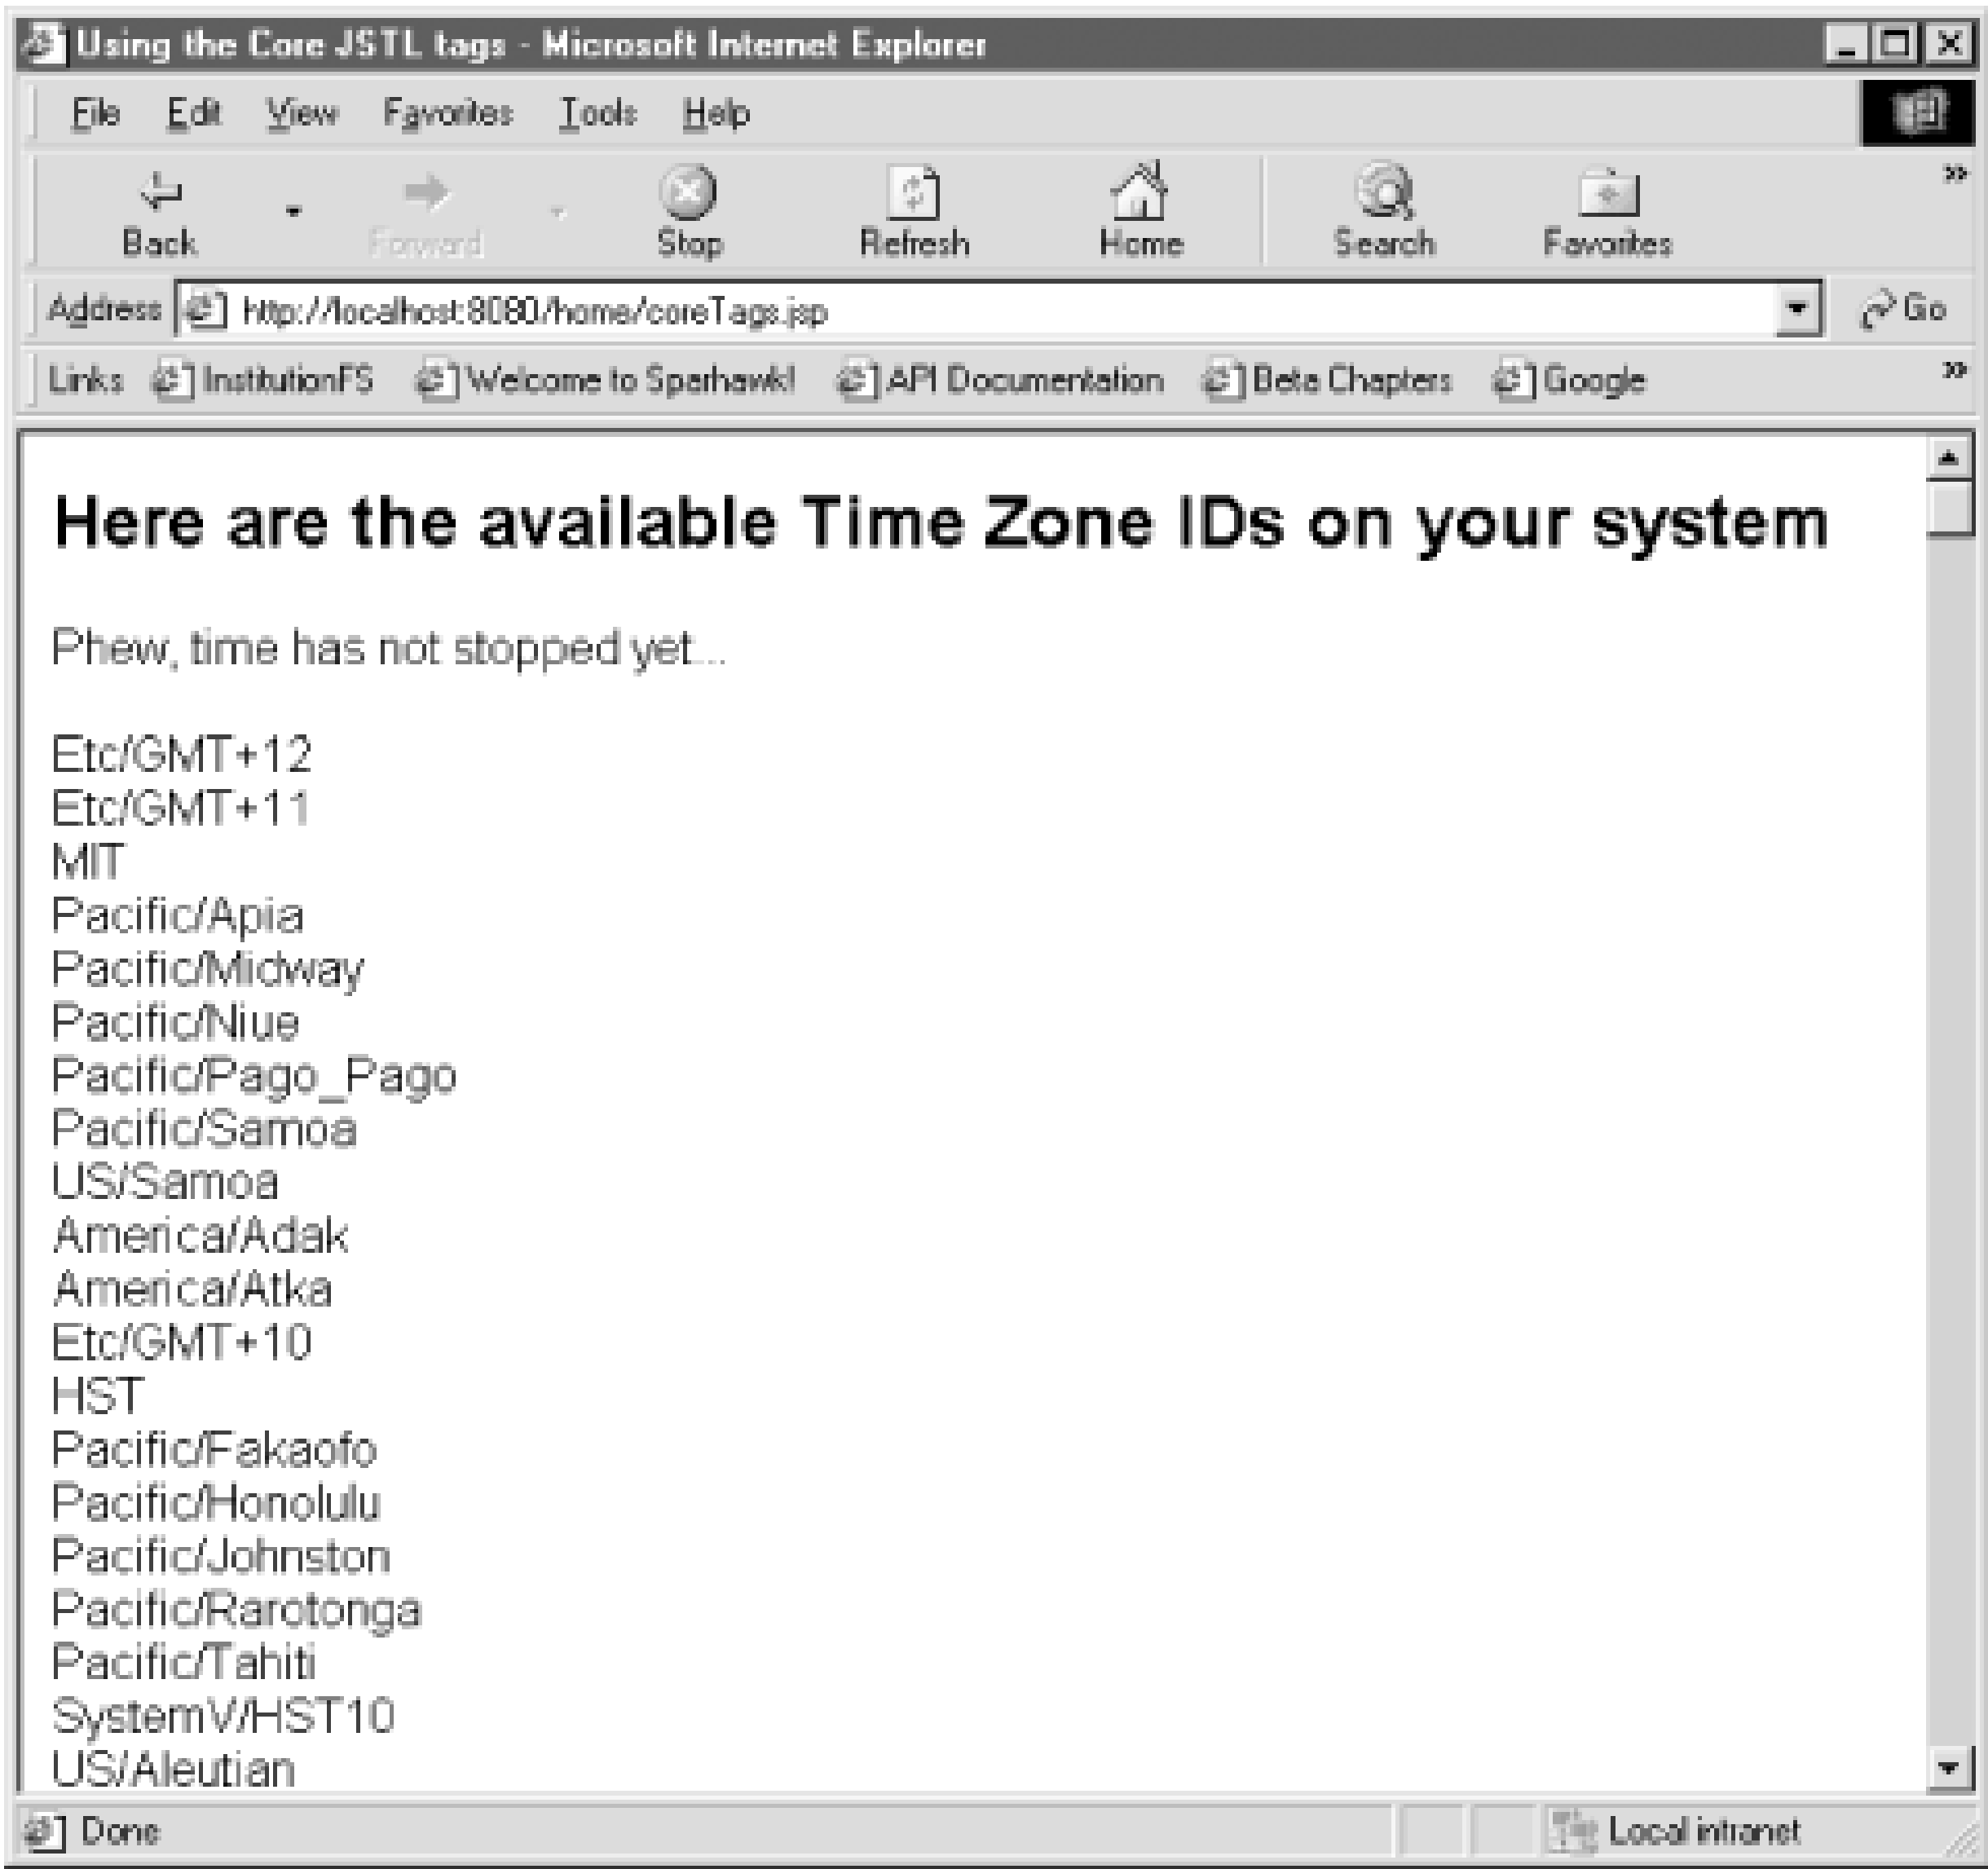 Using the Core JSTL tags - Microsoft Internet Explorer
File Edit View Favorites Tools Help
Back Forward Stop Refresh Home Search Favorites »
Address http://localhost:8080/home/coreTags.jsp Go
Links InstitutionFS Welcome to Sparhawk! API Documentation Beta Chapters Google »
Here are the available Time Zone IDs on your system
Phew, time has not stopped yet...
Etc/GMT+12
Etc/GMT+11
MIT
Pacific/Apia
Pacific/Midway
Pacific/Niue
Pacific/Pago_Pago
Pacific/Samoa
US/Samoa
America/Adak
America/Atka
Etc/GMT+10
HST
Pacific/Fakaofo
Pacific/Honolulu
Pacific/Johnston
Pacific/Rarotonga
Pacific/Tahiti
SystemV/HST10
US/Aleutian
Done Local intranet